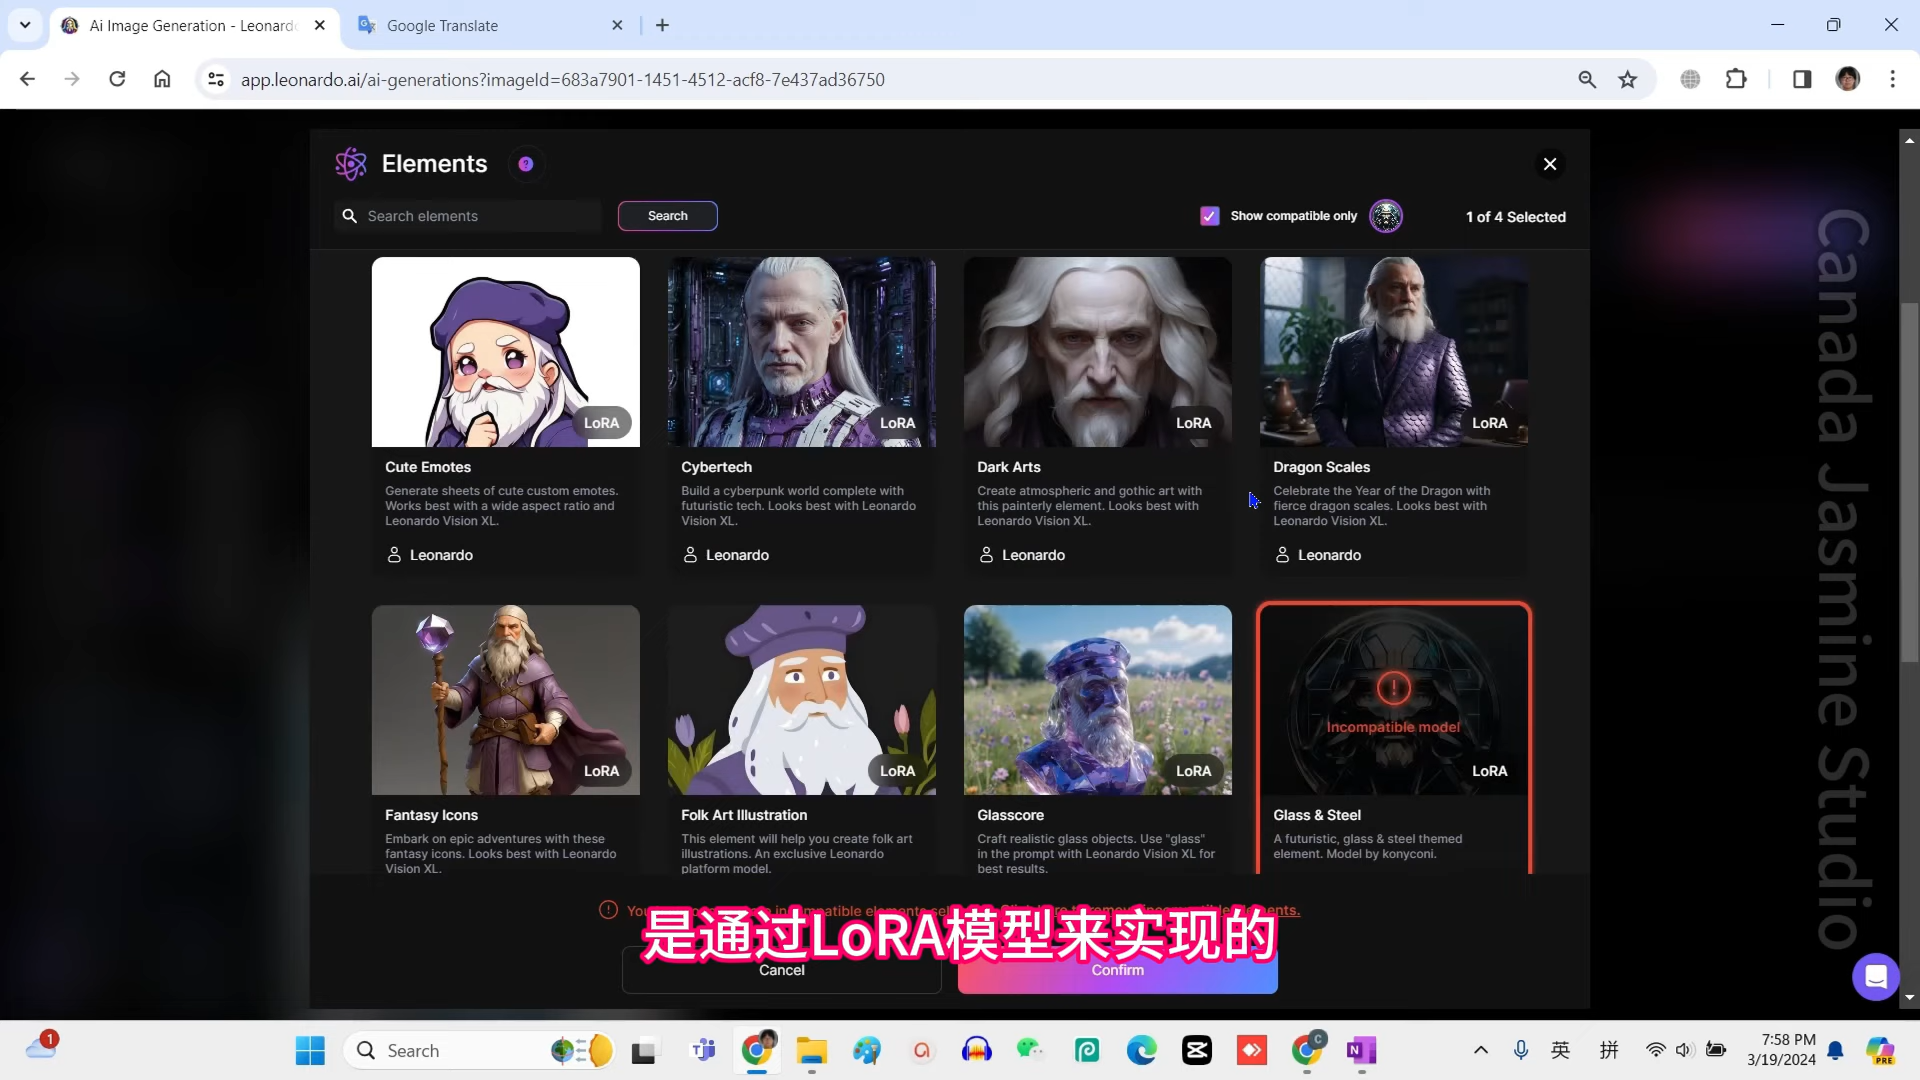 Ai Image Generation - Leonard
Google Translate
app.leonardo.ai/ai-generations?imageId=683a7901-1451-4512-acf8-7e437ad36750
Elements
?
Search elements
Search
Show compatible only
1 of 4 Selected
LoRA
LoRA
LoRA
LoRA
Cute Emotes
Generate sheets of cute custom emotes.
Works best with a wide aspect ratio and
Leonardo Vision XL.
Leonardo
Cybertech
Build a cyberpunk world complete with
futuristic tech. Looks best with Leonardo
Vision XL.
Leonardo
Dark Arts
Create atmospheric and gothic art with
this painterly element. Looks best with
Leonardo Vision XL.
Leonardo
Dragon Scales
Celebrate the Year of the Dragon with
fierce dragon scales. Looks best with
Leonardo Vision XL.
Leonardo
LoRA
LoRA
LoRA
Incompatible model
LoRA
Fantasy Icons
Embark on epic adventures with these
fantasy icons. Looks best with Leonardo
Vision XL.
Folk Art Illustration
This element will help you create folk art
illustrations. An exclusive Leonardo
platform model.
Glasscore
Craft realistic glass objects. Use "glass"
in the prompt with Leonardo Vision XL for
best results.
Glass & Steel
A futuristic, glass & steel themed
element. Model by konyconi.
是通过LoRA模型来实现的
Cancel
Confirm
Canada Jasmine Studio
1
Search
英
拼
7:58 PM
3/19/2024
PRE